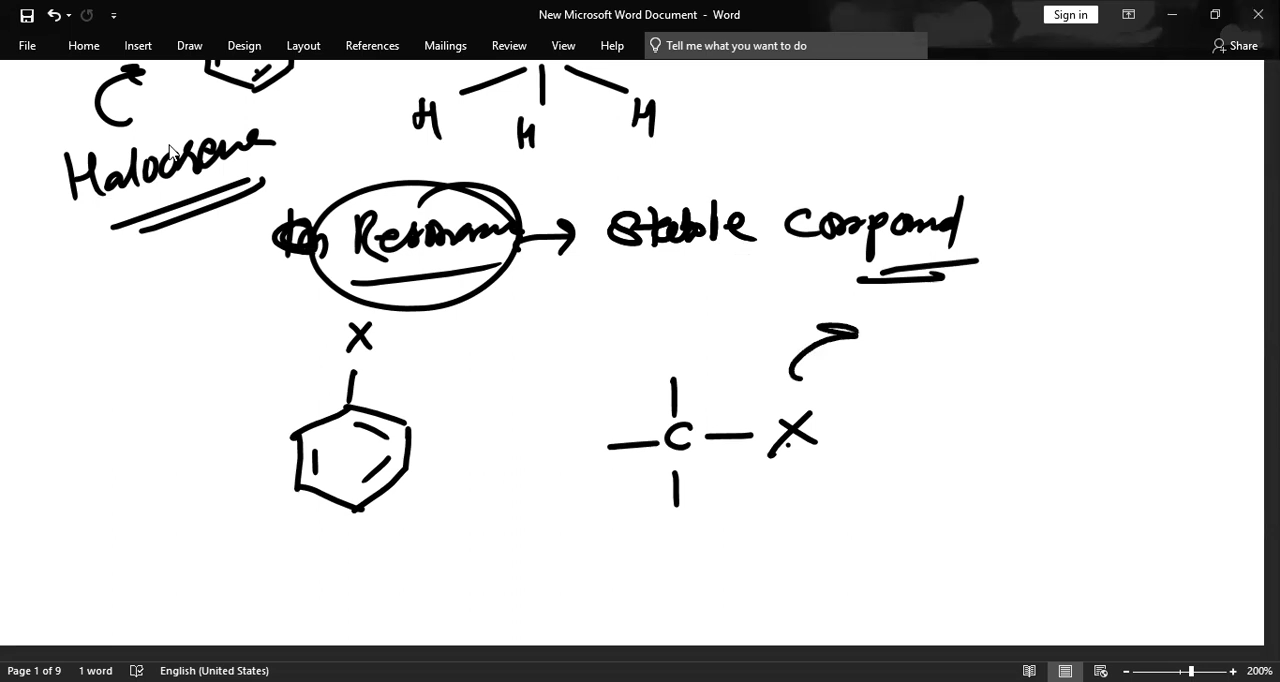 New Microsoft Word Document - Word
Sign in
File Home Insert Draw Design Layout References Mailings Review View Help Tell me what you want to do Share
H H H
Haloarene
Resonan → Stable Compound
X
C X
Page 1 of 9 1 word English (United States) 200%